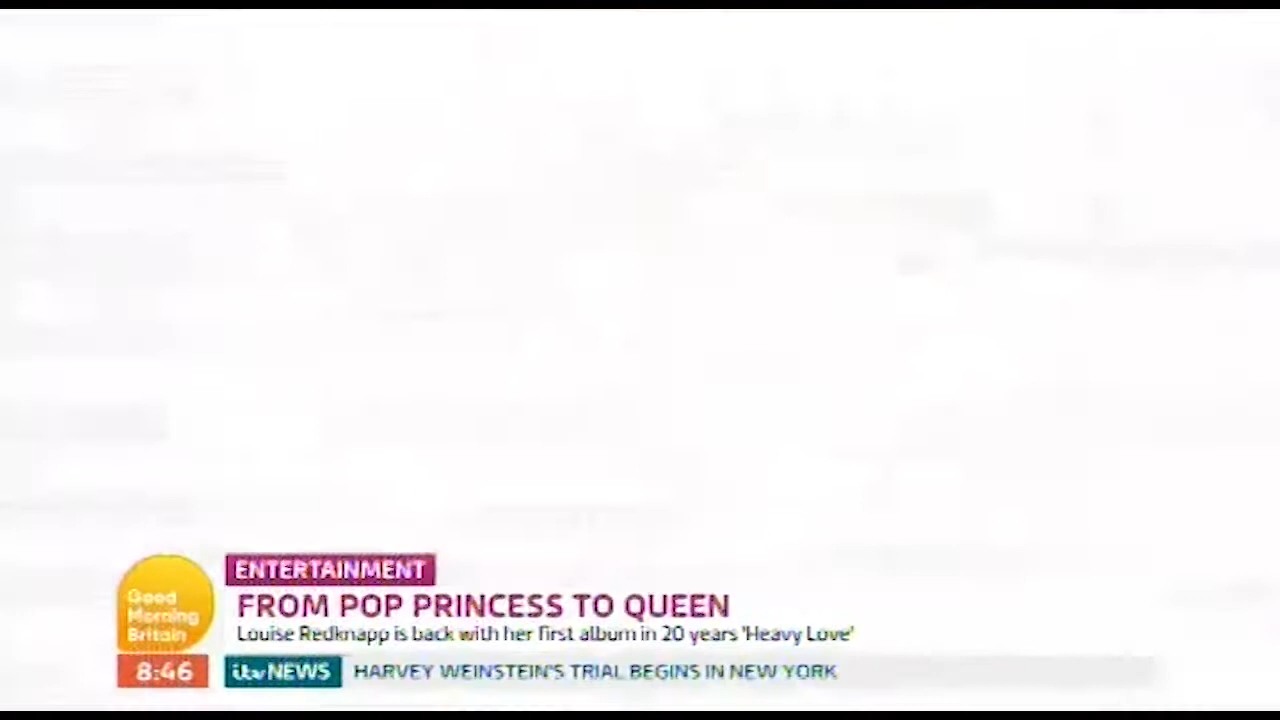 ENTERTAINMENT
FROM POP PRINCESS TO QUEEN
Louise Redknapp is back with her first album in 20 years 'Heavy Love'
Good
Morning
Britain
8:46
itv NEWS HARVEY WEINSTEIN'S TRIAL BEGINS IN NEW YORK